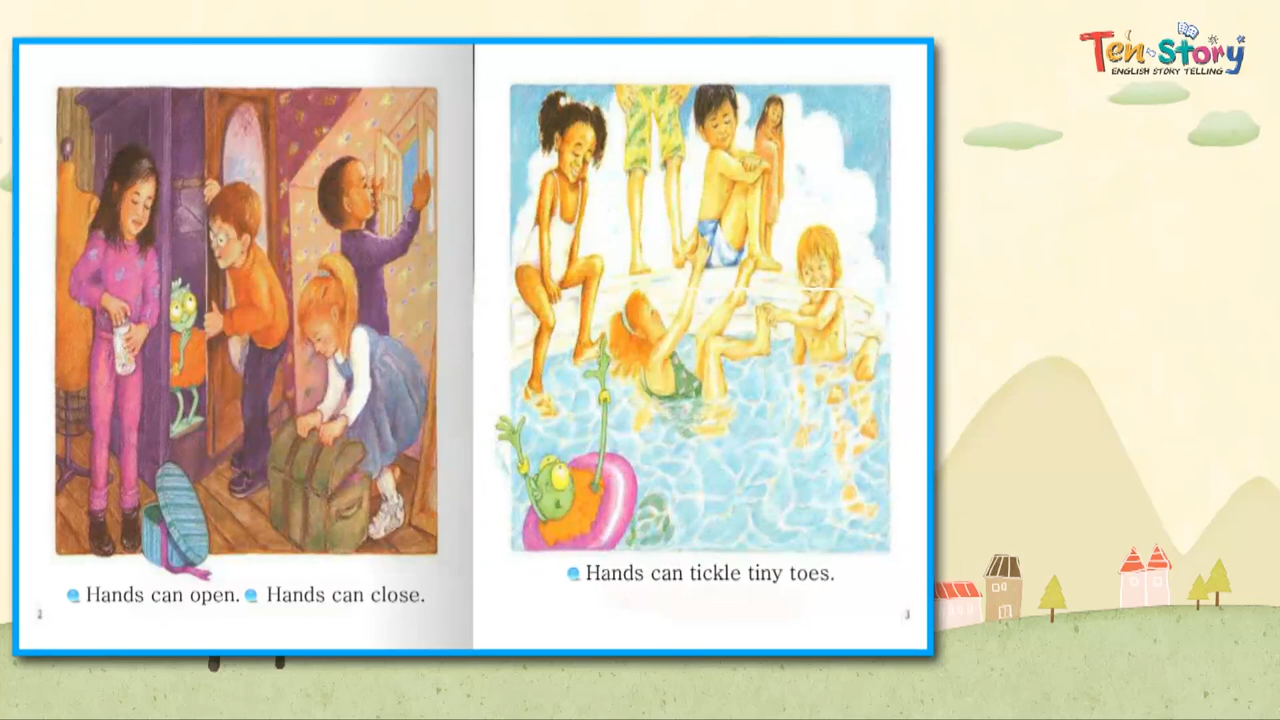 Ten Story
ENGLISH STORY TELLING
Hands can open. Hands can close.
2
Hands can tickle tiny toes.
3